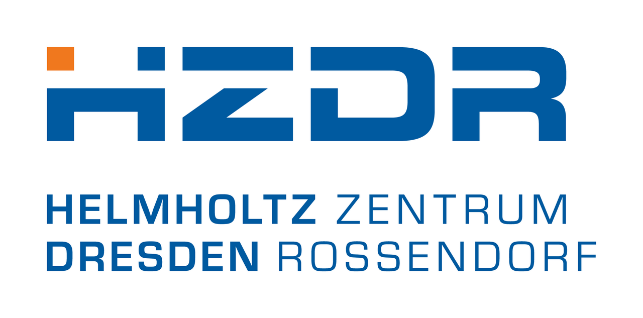 HZDR
HELMHOLTZ ZENTRUM
DRESDEN ROSSENDORF